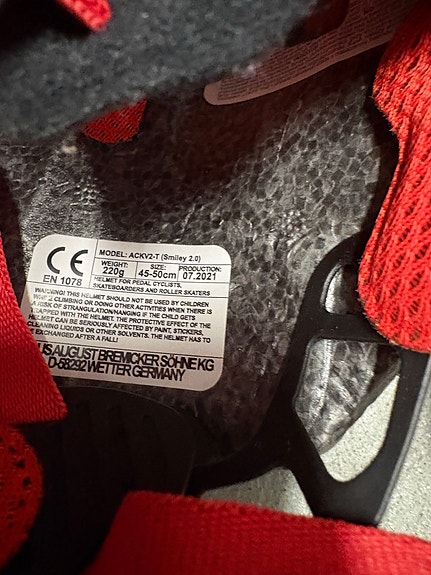 CE
EN 1078
MODEL: ACKV2-T (Smiley 2.0)
WEIGHT: SIZE: PRODUCTION:
220g 45-50cm 07.2021
HELMET FOR PEDAL CYCLISTS,
SKATEBOARDERS AND ROLLER SKATERS
WARNING! THIS HELMET SHOULD NOT BE USED BY CHILDREN
CLIMBING OR DOING OTHER ACTIVITIES WHEN THERE IS
RISK OF STRANGULATION/HANGING IF THE CHILD GETS
TRAPPED WITH THE HELMET. THE PROTECTIVE EFFECT OF THE
HELMET CAN BE SERIOUSLY AFFECTED BY PAINT, STICKERS,
CLEANING LIQUIDS OR OTHER SOLVENTS. THE HELMET HAS TO
EXCHANGED AFTER A FALL!
US AUGUST BREMICKER SÖHNE KG
D-58292 WETTER GERMANY